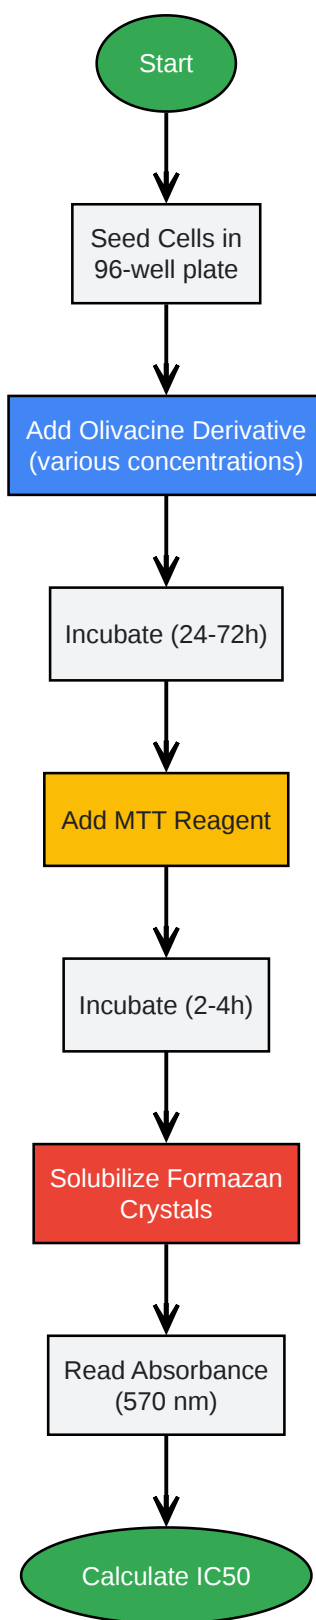 Start
Seed Cells in
96-well plate
Add Olivacine Derivative
(various concentrations)
Incubate (24-72h)
Add MTT Reagent
Incubate (2-4h)
Solubilize Formazan
Crystals
Read Absorbance
(570 nm)
Calculate IC50